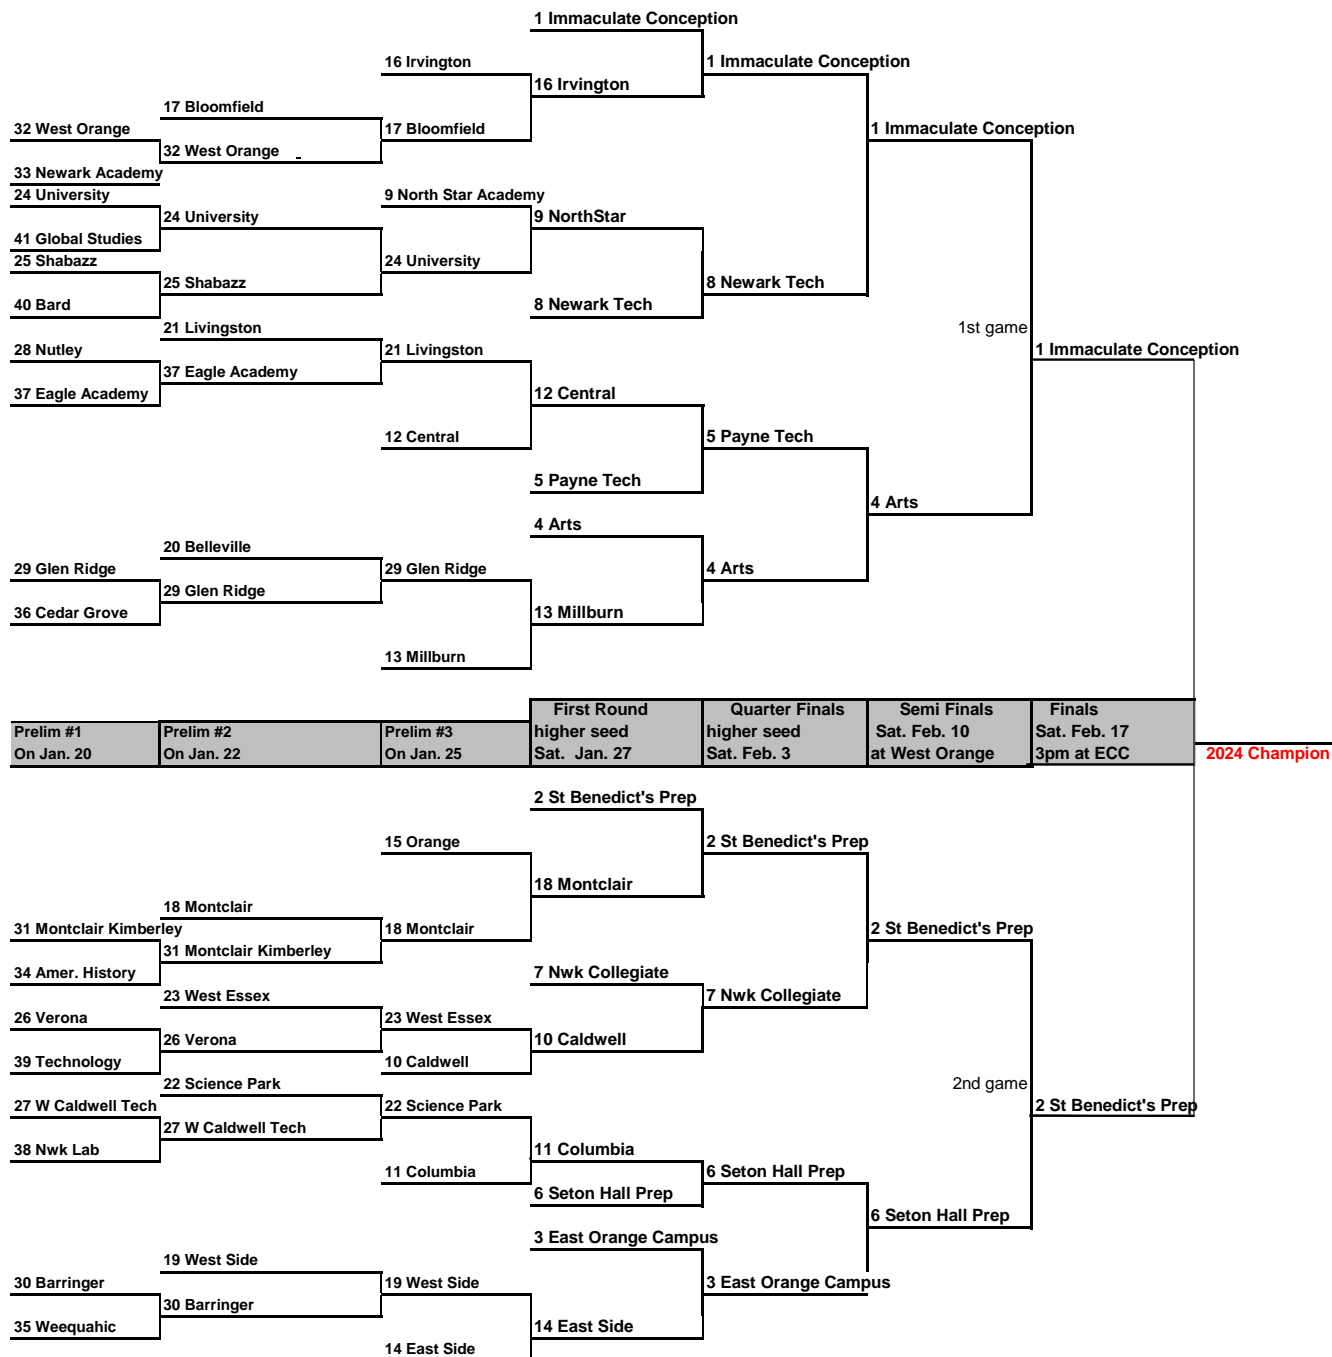 1 Immaculate Conception
16 Irvington
1 Immaculate Conception
16 Irvington
17 Bloomfield
32 West Orange
17 Bloomfield
1 Immaculate Conception
32 West Orange -
33 Newark Academy
24 University
9 North Star Academy
24 University
9 NorthStar
41 Global Studies
25 Shabazz
24 University
25 Shabazz
8 Newark Tech
40 Bard
8 Newark Tech
21 Livingston
1st game
28 Nutley
21 Livingston
1 Immaculate Conception
37 Eagle Academy
37 Eagle Academy
12 Central
12 Central
5 Payne Tech
5 Payne Tech
4 Arts
4 Arts
20 Belleville
29 Glen Ridge
29 Glen Ridge
4 Arts
29 Glen Ridge
36 Cedar Grove
13 Millburn
13 Millburn
First Round
Quarter Finals
Semi Finals
Finals
Prelim #1
Prelim #2
Prelim #3
higher seed
higher seed
Sat. Feb. 10
Sat. Feb. 17
On Jan. 20
On Jan. 22
On Jan. 25
Sat. Jan. 27
Sat. Feb. 3
at West Orange
3pm at ECC
2024 Champion
2 St Benedict's Prep
15 Orange
2 St Benedict's Prep
18 Montclair
18 Montclair
31 Montclair Kimberley
18 Montclair
2 St Benedict's Prep
31 Montclair Kimberley
34 Amer. History
7 Nwk Collegiate
23 West Essex
7 Nwk Collegiate
26 Verona
23 West Essex
26 Verona
10 Caldwell
39 Technology
10 Caldwell
22 Science Park
2nd game
27 W Caldwell Tech
22 Science Park
2 St Benedict's Prep
27 W Caldwell Tech
38 Nwk Lab
11 Columbia
11 Columbia
6 Seton Hall Prep
6 Seton Hall Prep
6 Seton Hall Prep
3 East Orange Campus
19 West Side
30 Barringer
19 West Side
3 East Orange Campus
30 Barringer
35 Weequahic
14 East Side
14 East Side